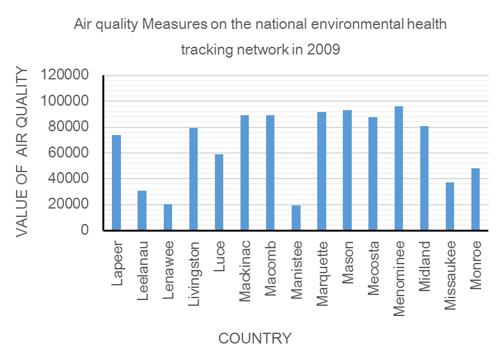 Air quality Measures on the national environmental health
tracking network in 2009
VALUE OF AIR QUALITY
120000
100000
80000
60000
40000
20000
0
Lapeer
Leelanau
Lenawee
Livingston
Luce
Mackinac
Macomb
Manistee
Marquette
Mason
Mecosta
Menominee
Midland
Missaukee
Monroe
COUNTRY